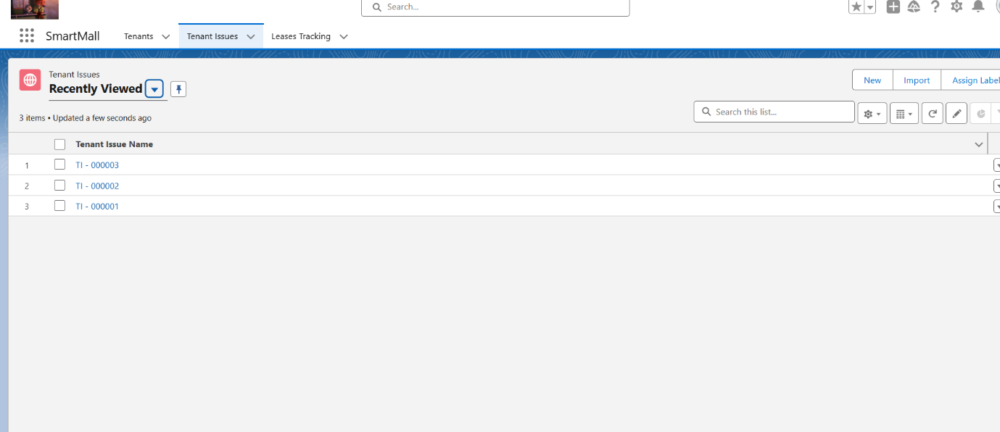 Search...
SmartMall
Tenants
Tenant Issues
Leases Tracking
Tenant Issues
Recently Viewed
New
Import
Assign Label
3 items • Updated a few seconds ago
Search this list...
Tenant Issue Name
1 TI - 000003
2 TI - 000002
3 TI - 000001